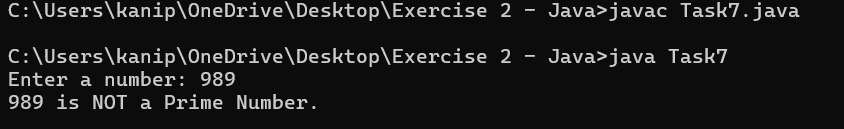 C:\Users\kanip\OneDrive\Desktop\Exercise 2 - Java>javac Task7.java
C:\Users\kanip\OneDrive\Desktop\Exercise 2 - Java>java Task7
Enter a number: 989
989 is NOT a Prime Number.